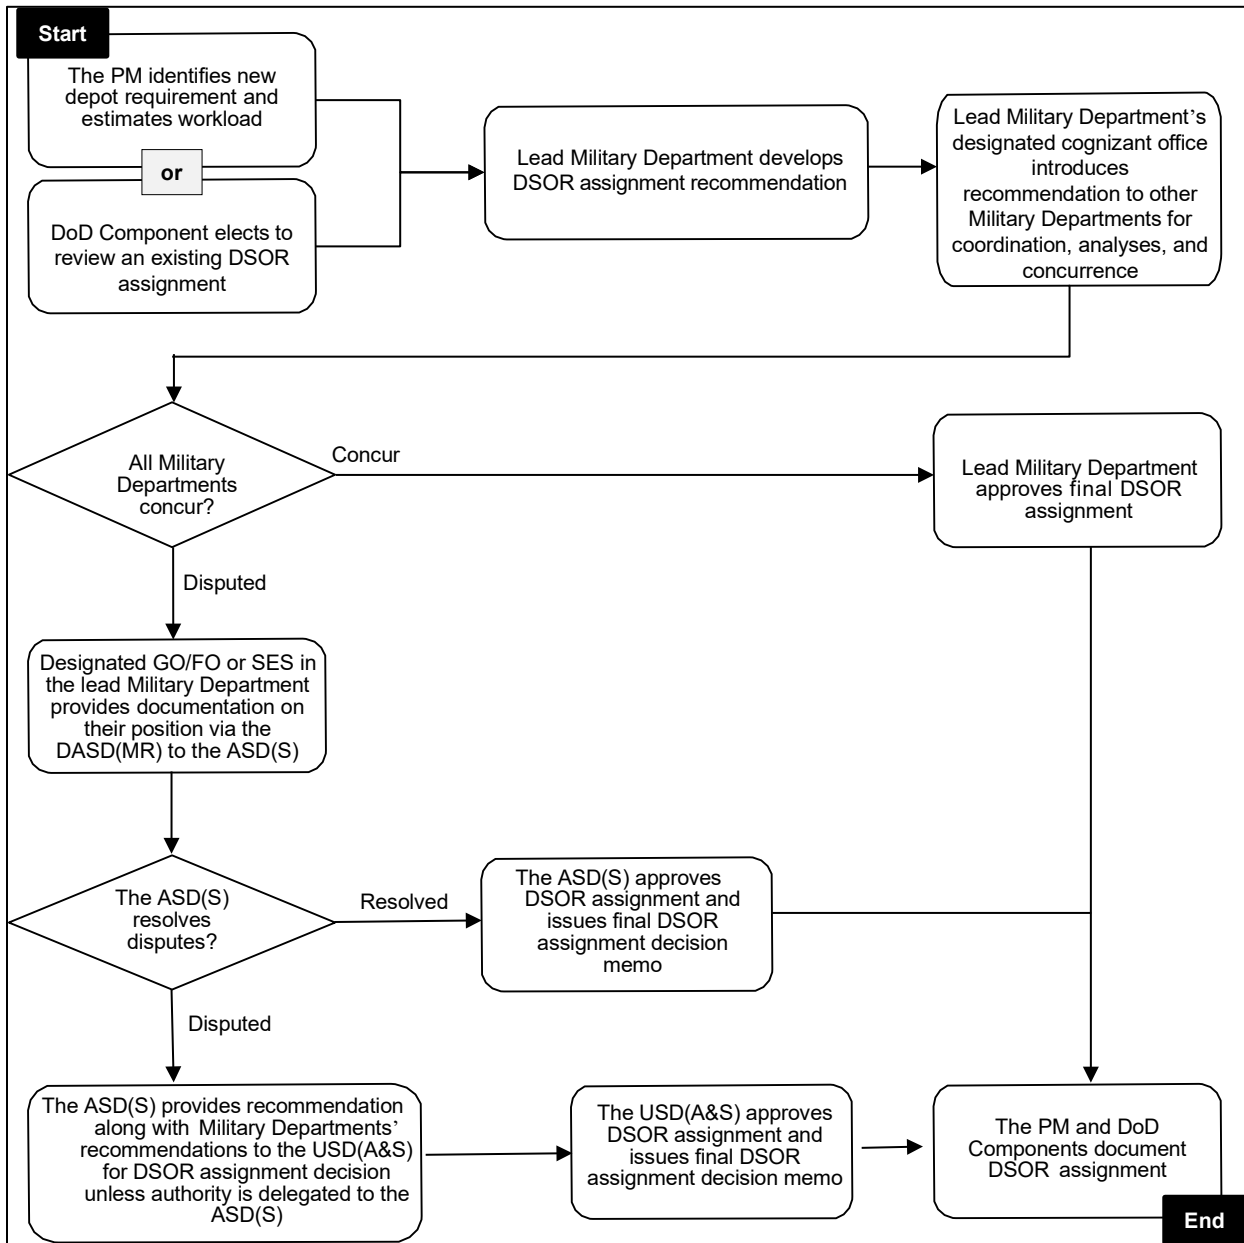 Start
The PM identifies new
depot requirement and
estimates workload
or
DoD Component elects to
review an existing DSOR
assignment
Lead Military Department develops
DSOR assignment recommendation
Lead Military Department’s
designated cognizant office
introduces
recommendation to other
Military Departments for
coordination, analyses, and
concurrence
All Military
Departments
concur?
Concur
Lead Military Department
approves final DSOR
assignment
Disputed
Designated GO/FO or SES in
the lead Military Department
provides documentation on
their position via the
DASD(MR) to the ASD(S)
The ASD(S)
resolves
disputes?
Resolved
The ASD(S) approves
DSOR assignment and
issues final DSOR
assignment decision
memo
Disputed
The ASD(S) provides recommendation
along with Military Departments’
recommendations to the USD(A&S)
for DSOR assignment decision
unless authority is delegated to the
ASD(S)
The USD(A&S) approves
DSOR assignment and
issues final DSOR
assignment decision memo
The PM and DoD
Components document
DSOR assignment
End